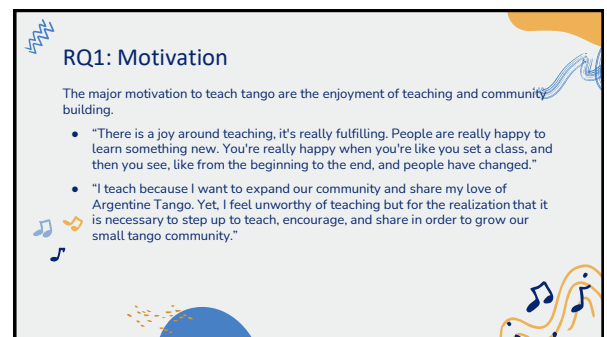 RQ1: Motivation
The major motivation to teach tango are the enjoyment of teaching and community
building.
● “There is a joy around teaching, it's really fulfilling. People are really happy to
learn something new. You're really happy when you're like you set a class, and
then you see, like from the beginning to the end, and people have changed.”
● “I teach because I want to expand our community and share my love of
Argentine Tango. Yet, I feel unworthy of teaching but for the realization that it
is necessary to step up to teach, encourage, and share in order to grow our
small tango community.”